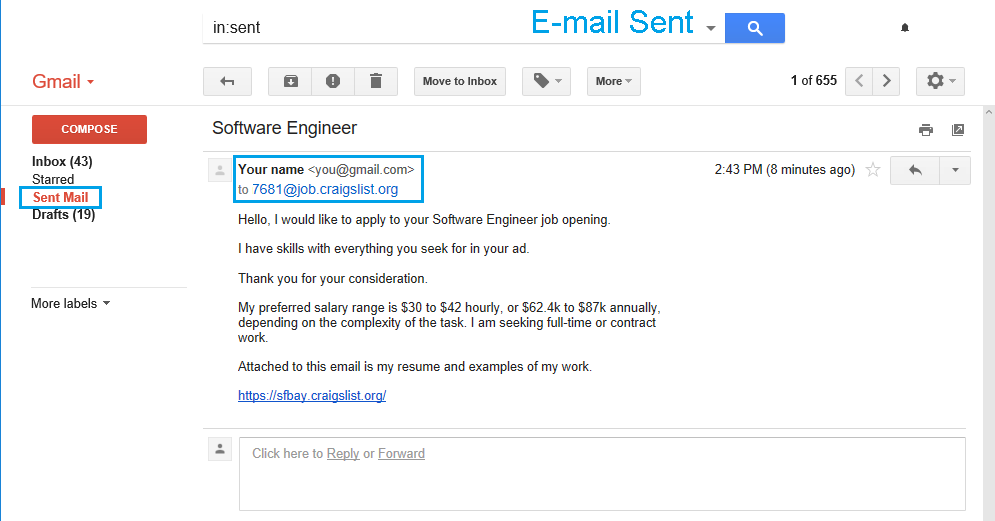 in:sent
E-mail Sent
Gmail
Move to Inbox
More
1 of 655
COMPOSE
Software Engineer
Inbox (43)
Starred
Sent Mail
Drafts (19)
More labels
Your name <you@gmail.com>
2:43 PM (8 minutes ago)
to 7681@job.craigslist.org
Hello, I would like to apply to your Software Engineer job opening.
I have skills with everything you seek for in your ad.
Thank you for your consideration.
My preferred salary range is $30 to $42 hourly, or $62.4k to $87k annually,
depending on the complexity of the task. I am seeking full-time or contract
work.
Attached to this email is my resume and examples of my work.
https://sfbay.craigslist.org/
Click here to Reply or Forward